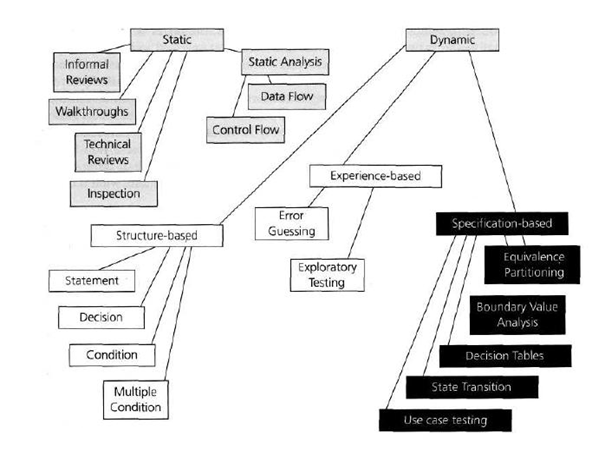 Static
Dynamic
Informal
Reviews
Static Analysis
Walkthroughs
Data Flow
Control Flow
Technical
Reviews
Inspection
Experience-based
Error
Guessing
Exploratory
Testing
Structure-based
Statement
Decision
Condition
Multiple
Condition
Specification-based
Equivalence
Partitioning
Boundary Value
Analysis
Decision Tables
State Transition
Use case testing